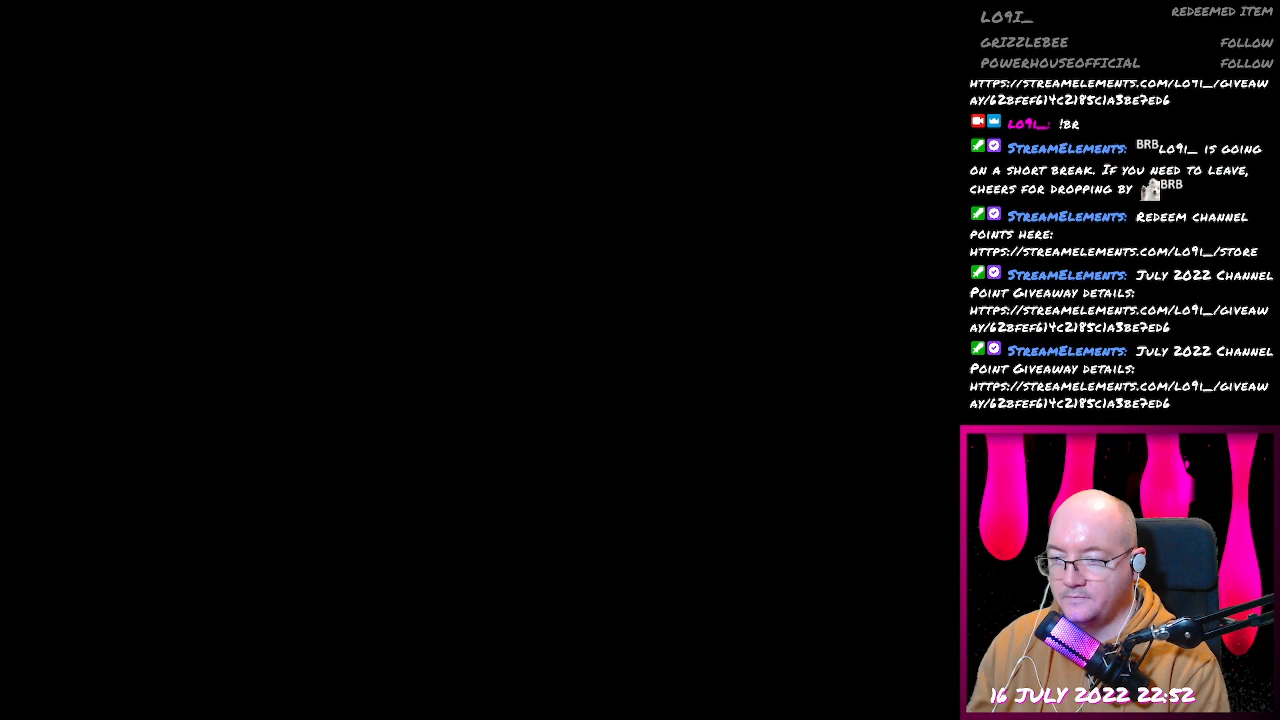 LO9I_ REDEEMED ITEM
GRIZZLEBEE FOLLOW
POWERHOUSEOFFICIAL FOLLOW
HTTPS://STREAMELEMENTS.COM/LO9I_/GIVEAW
AY/62BFEF614C2185C1A3BE7ED6
LO9I_: !BR
STREAMELEMENTS: BRB LO9I_ IS GOING
ON A SHORT BREAK. IF YOU NEED TO LEAVE,
CHEERS FOR DROPPING BY BRB
STREAMELEMENTS: REDEEM CHANNEL
POINTS HERE:
HTTPS://STREAMELEMENTS.COM/LO9I_/STORE
STREAMELEMENTS: JULY 2022 CHANNEL
POINT GIVEAWAY DETAILS:
HTTPS://STREAMELEMENTS.COM/LO9I_/GIVEAW
AY/62BFEF614C2185C1A3BE7ED6
STREAMELEMENTS: JULY 2022 CHANNEL
POINT GIVEAWAY DETAILS:
HTTPS://STREAMELEMENTS.COM/LO9I_/GIVEAW
AY/62BFEF614C2185C1A3BE7ED6
16 JULY 2022 22:52